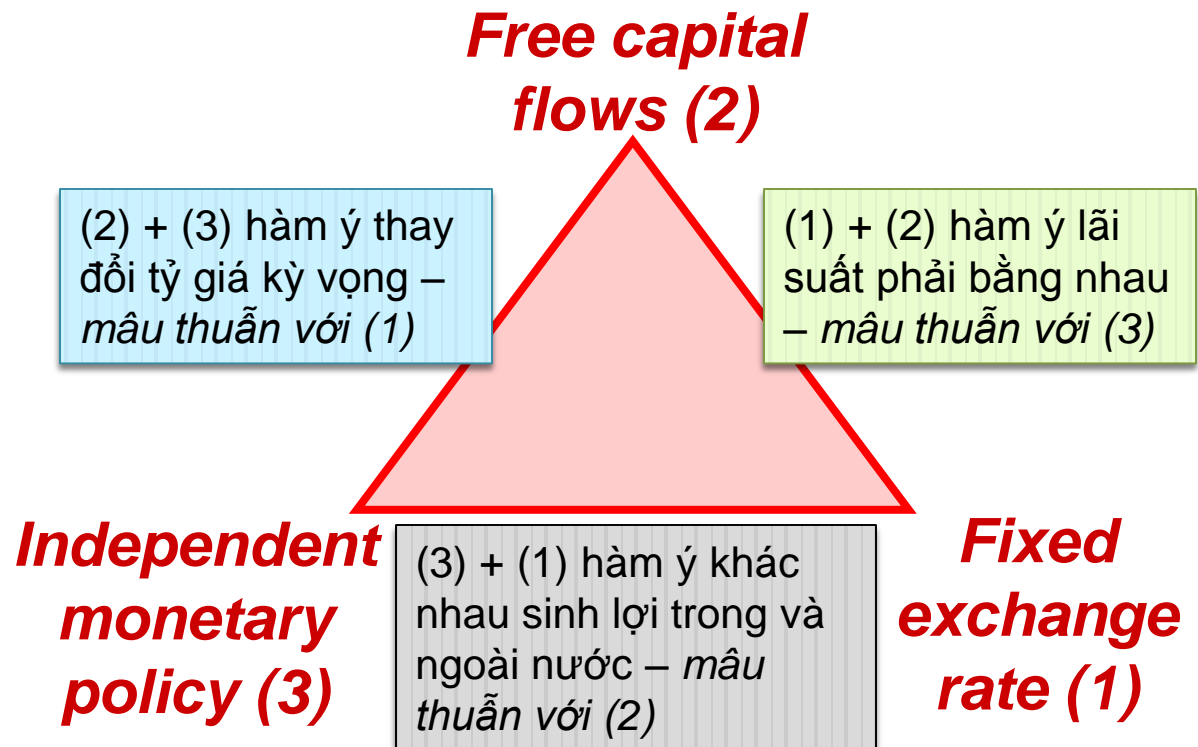 Free capital
flows (2)
(2) + (3) hàm ý thay
đổi tỷ giá kỳ vọng –
mâu thuẫn với (1)
(1) + (2) hàm ý lãi
suất phải bằng nhau
– mâu thuẫn với (3)
Independent
monetary
policy (3)
(3) + (1) hàm ý khác
nhau sinh lợi trong và
ngoài nước – mâu
thuẫn với (2)
Fixed
exchange
rate (1)